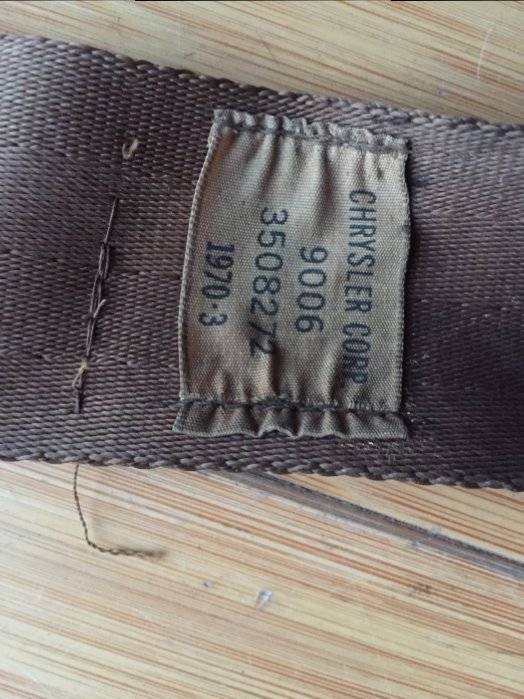 CHRYSLER CORP
9006
3508272
1970-3